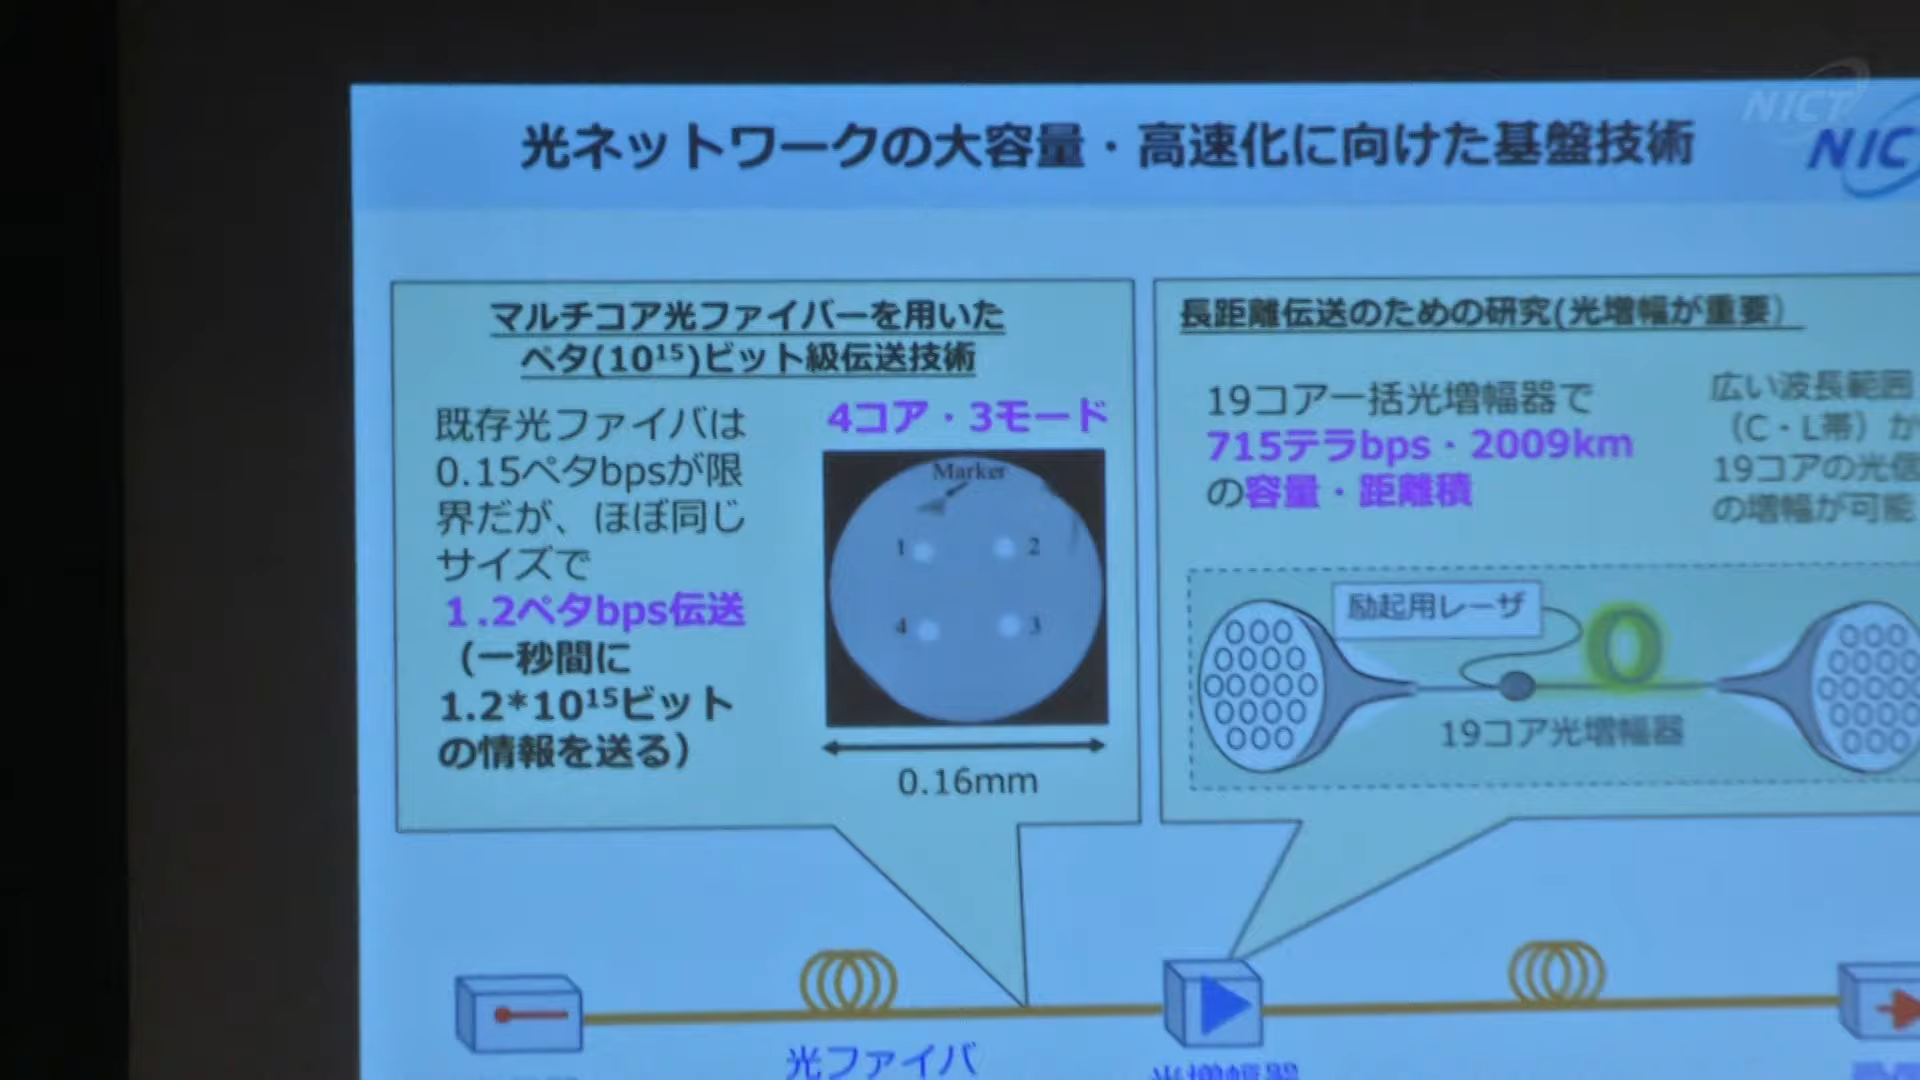 光ネットワークの大容量・高速化に向けた基盤技術
NICT
NIC
マルチコア光ファイバーを用いた
ペタ(10¹⁵)ビット級伝送技術
既存光ファイバは
0.15ペタbpsが限
界だが、ほぼ同じ
サイズで
1.2ペタbps伝送
(一秒間に
1.2*10¹⁵ビット
の情報を送る）
4コア・3モード
Marker
1
2
4
3
0.16mm
長距離伝送のための研究(光増幅が重要）
19コア一括光増幅器で
715テラbps・2009km
の容量・距離積
広い波長範囲
（C・L帯）か
19コアの光信
の増幅が可能
励起用レーザ
19コア光増幅器
光ファイバ
光増幅器